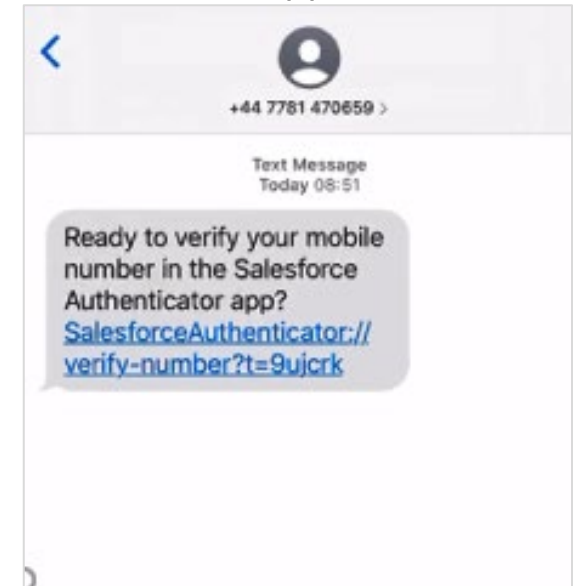 +44 7781 470659 >
Text Message
Today 08:51
Ready to verify your mobile
number in the Salesforce
Authenticator app?
SalesforceAuthenticator://
verify-number?t=9ujcrk